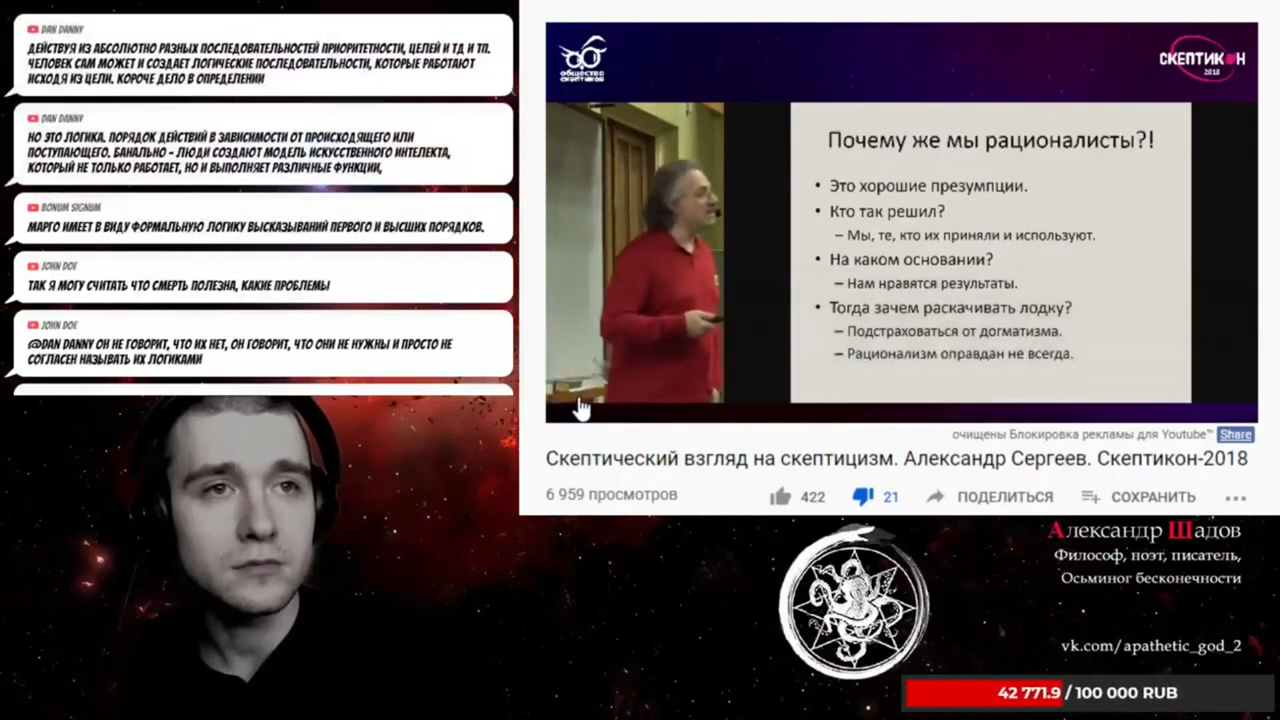 DAN DANNY
ДЕЙСТВУЯ ИЗ АБСОЛЮТНО РАЗНЫХ ПОСЛЕДОВАТЕЛЬНОСТЕЙ ПРИОРИТЕТНОСТИ, ЦЕЛЕЙ И ТД И ТП.
ЧЕЛОВЕК САМ МОЖЕТ И СОЗДАЕТ ЛОГИЧЕСКИЕ ПОСЛЕДОВАТЕЛЬНОСТИ, КОТОРЫЕ РАБОТАЮТ
ИСХОДЯ ИЗ ЦЕЛИ. КОРОЧЕ ДЕЛО В ОПРЕДЕЛЕНИИ
DAN DANNY
НО ЭТО ЛОГИКА. ПОРЯДОК ДЕЙСТВИЙ В ЗАВИСИМОСТИ ОТ ПРОИСХОДЯЩЕГО ИЛИ
ПОСТУПАЮЩЕГО. БАНАЛЬНО - ЛЮДИ СОЗДАЮТ МОДЕЛЬ ИСКУССТВЕННОГО ИНТЕЛЕКТА,
КОТОРЫЙ НЕ ТОЛЬКО РАБОТАЕТ, НО И ВЫПОЛНЯЕТ РАЗЛИЧНЫЕ ФУНКЦИИ,
BONUM SIGNUM
МАРГО ИМЕЕТ В ВИДУ ФОРМАЛЬНУЮ ЛОГИКУ ВЫСКАЗЫВАНИЙ ПЕРВОГО И ВЫСШИХ ПОРЯДКОВ.
JOHN DOE
ТАК Я МОГУ СЧИТАТЬ ЧТО СМЕРТЬ ПОЛЕЗНА, КАКИЕ ПРОБЛЕМЫ
JOHN DOE
@DAN DANNY ОН НЕ ГОВОРИТ, ЧТО ИХ НЕТ, ОН ГОВОРИТ, ЧТО ОНИ НЕ НУЖНЫ И ПРОСТО НЕ
СОГЛАСЕН НАЗЫВАТЬ ИХ ЛОГИКАМИ
общество
скептиков
СКЕПТИКОН
2018
Почему же мы рационалисты?!
• Это хорошие презумпции.
• Кто так решил?
– Мы, те, кто их приняли и используют.
• На каком основании?
– Нам нравятся результаты.
• Тогда зачем раскачивать лодку?
– Подстраховаться от догматизма.
– Рационализм оправдан не всегда.
очищены Блокировка рекламы для Youtube™ Share
Скептический взгляд на скептицизм. Александр Сергеев. Скептикон-2018
6 959 просмотров
422
21
ПОДЕЛИТЬСЯ
СОХРАНИТЬ
Александр Шадов
Философ, поэт, писатель,
Осьминог бесконечности
vk.com/apathetic_god_2
42 771.9 / 100 000 RUB